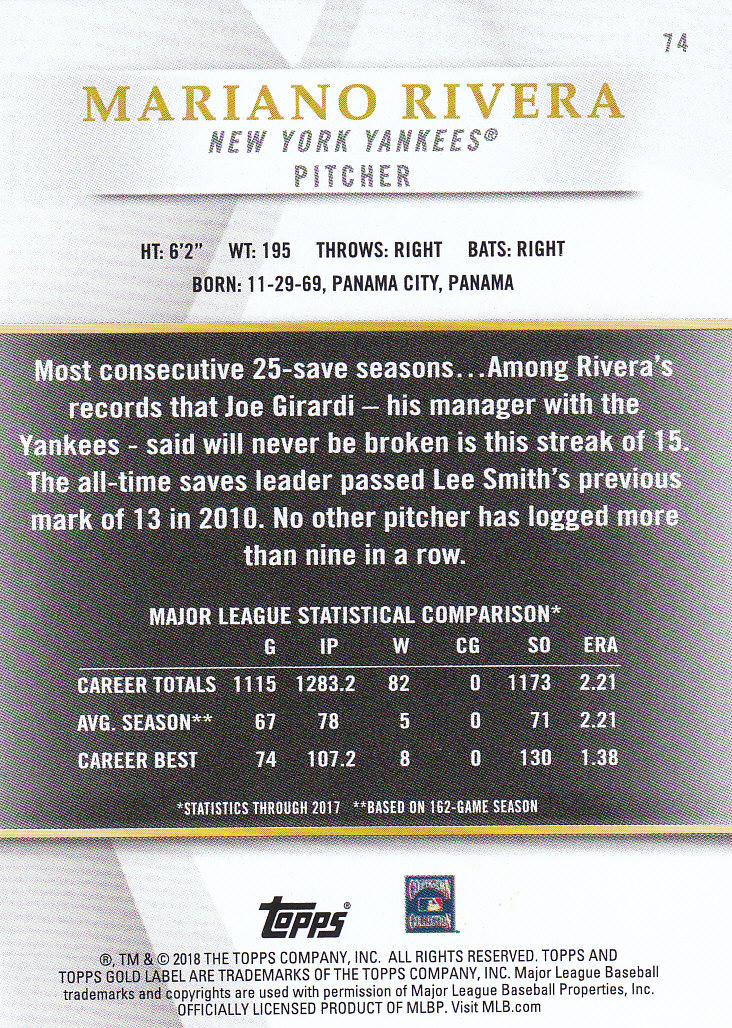 74
MARIANO RIVERA
NEW YORK YANKEES®
PITCHER
HT: 6'2" WT: 195 THROWS: RIGHT BATS: RIGHT
BORN: 11-29-69, PANAMA CITY, PANAMA
Most consecutive 25-save seasons...Among Rivera's
records that Joe Girardi – his manager with the
Yankees - said will never be broken is this streak of 15.
The all-time saves leader passed Lee Smith's previous
mark of 13 in 2010. No other pitcher has logged more
than nine in a row.
MAJOR LEAGUE STATISTICAL COMPARISON*
G IP W CG SO ERA
CAREER TOTALS 1115 1283.2 82 0 1173 2.21
AVG. SEASON** 67 78 5 0 71 2.21
CAREER BEST 74 107.2 8 0 130 1.38
*STATISTICS THROUGH 2017 **BASED ON 162-GAME SEASON
topps®
COOPERSTOWN
COLLECTION
®, TM & © 2018 THE TOPPS COMPANY, INC. ALL RIGHTS RESERVED. TOPPS AND
TOPPS GOLD LABEL ARE TRADEMARKS OF THE TOPPS COMPANY, INC. Major League Baseball
trademarks and copyrights are used with permission of Major League Baseball Properties, Inc.
OFFICIALLY LICENSED PRODUCT OF MLBP. Visit MLB.com